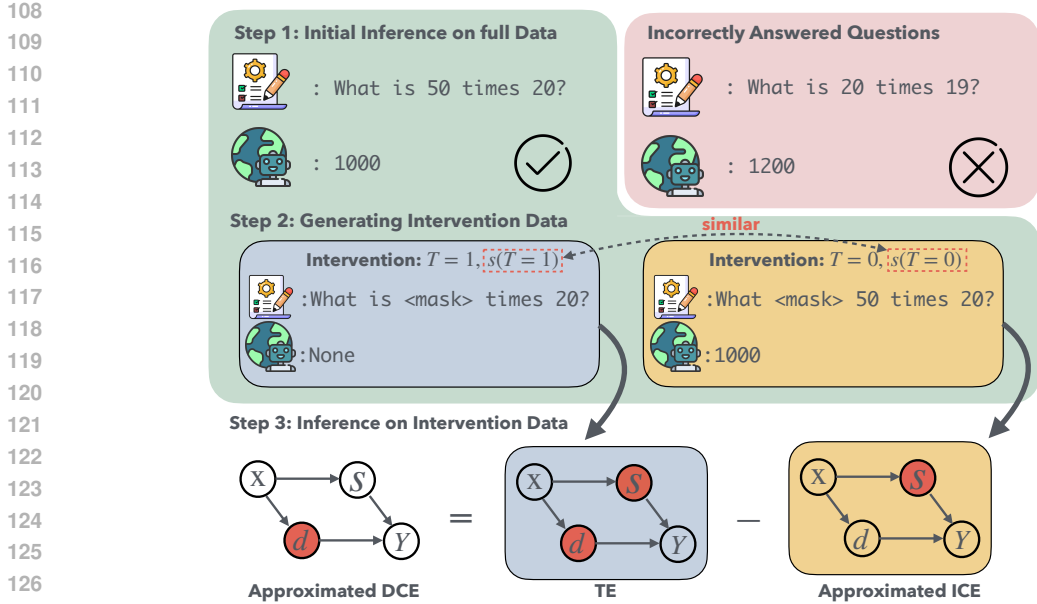 108
109
110
111
112
113
114
115
116
117
118
119
120
121
122
123
124
125
126
Step 1: Initial Inference on full Data
: What is 50 times 20?
: 1000
Incorrectly Answered Questions
: What is 20 times 19?
: 1200
Step 2: Generating Intervention Data
similar
Intervention: T = 1, s(T = 1)
:What is <mask> times 20?
:None
Intervention: T = 0, s(T = 0)
:What <mask> 50 times 20?
:1000
Step 3: Inference on Intervention Data
X S
d Y
Approximated DCE
=
X S
d Y
TE
−
X S
d Y
Approximated ICE